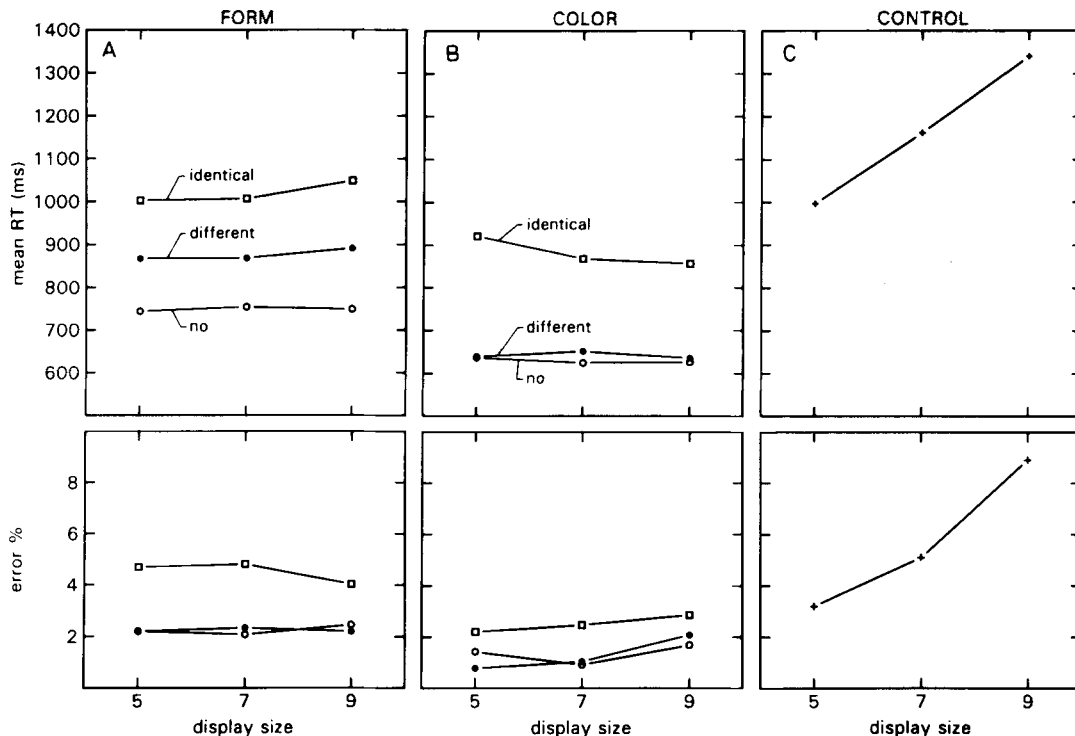 FORM COLOR CONTROL
A B C
1400
1300
1200
1100
1000
900
800
700
600
mean RT (ms)
identical
different
no
identical
different
no
8
6
4
2
error %
5 7 9 5 7 9 5 7 9
display size display size display size